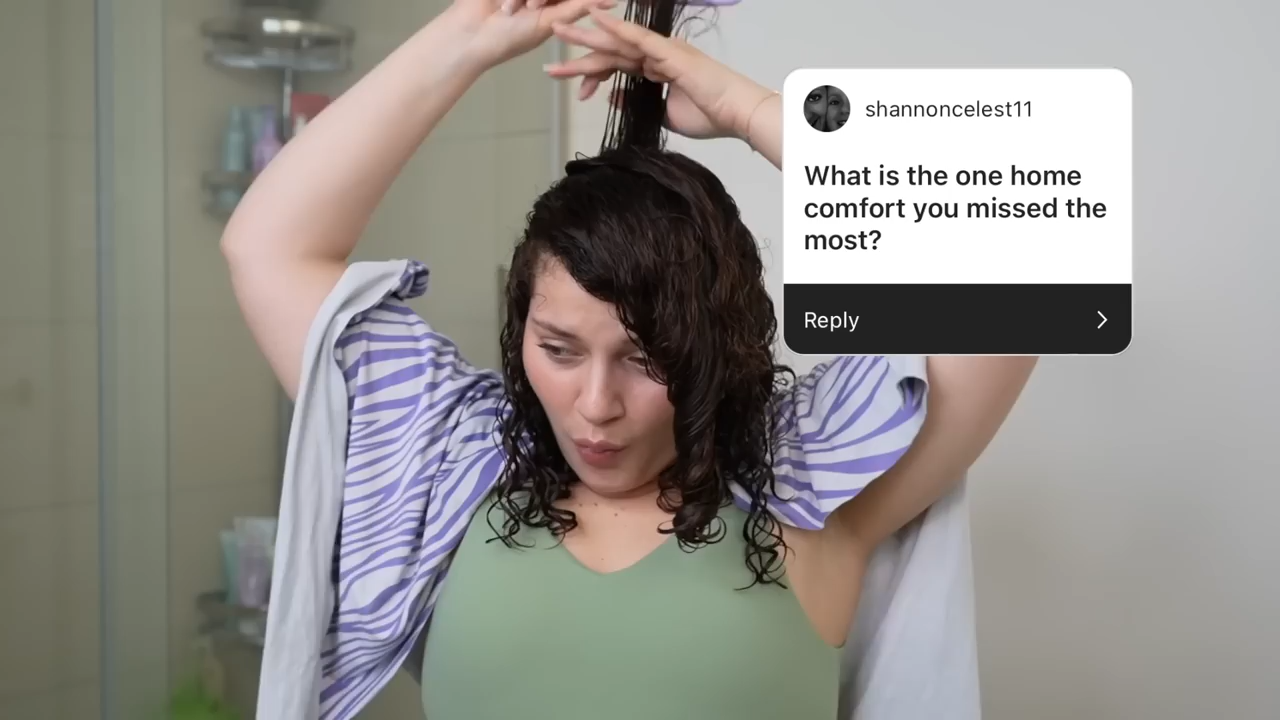 shannoncelest11
What is the one home
comfort you missed the
most?
Reply